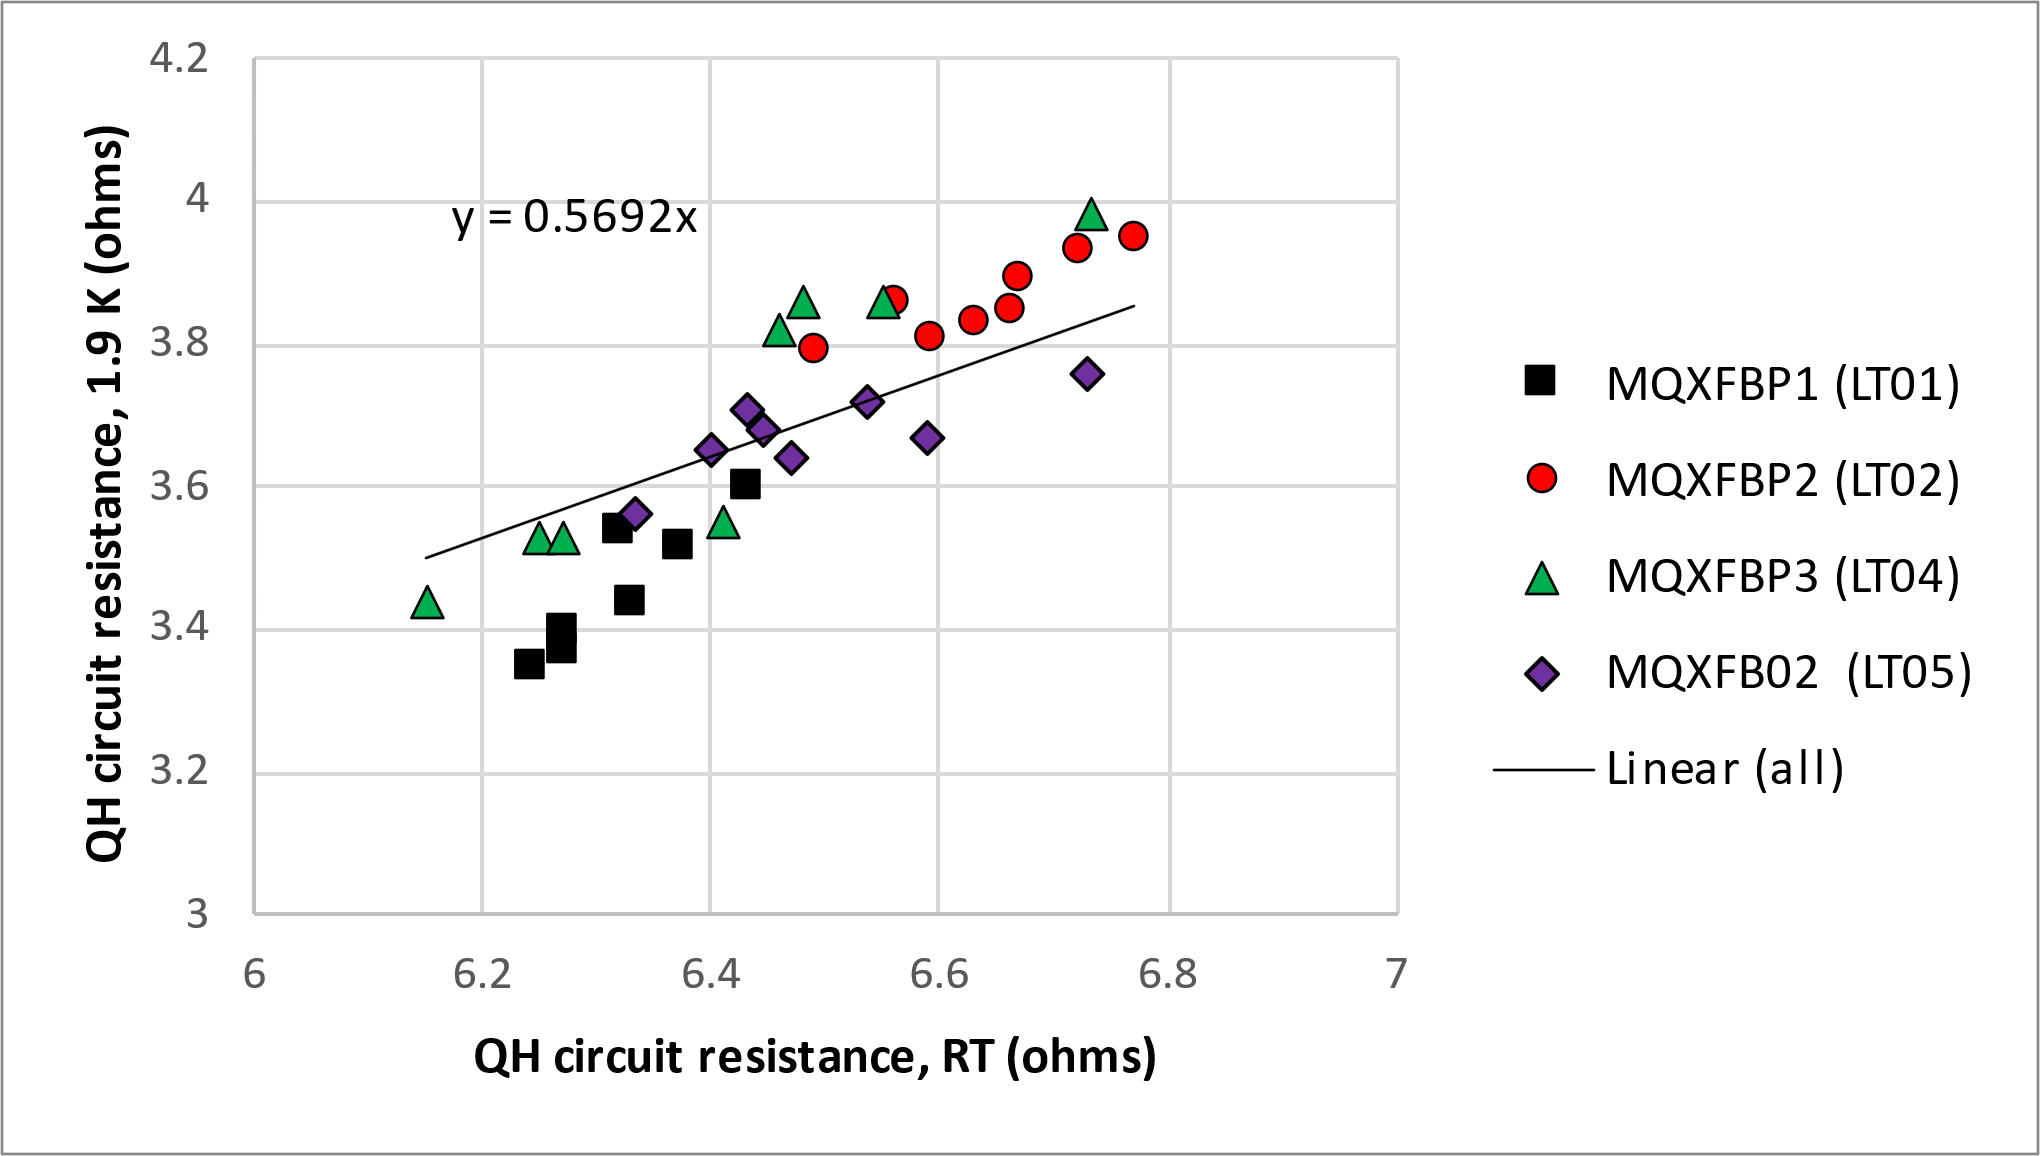 4.2
4
3.8
3.6
3.4
3.2
3
QH circuit resistance, 1.9 K (ohms)
y = 0.5692x
6 6.2 6.4 6.6 6.8 7
QH circuit resistance, RT (ohms)
MQXFBP1 (LT01)
MQXFBP2 (LT02)
MQXFBP3 (LT04)
MQXFB02  (LT05)
Linear (all)